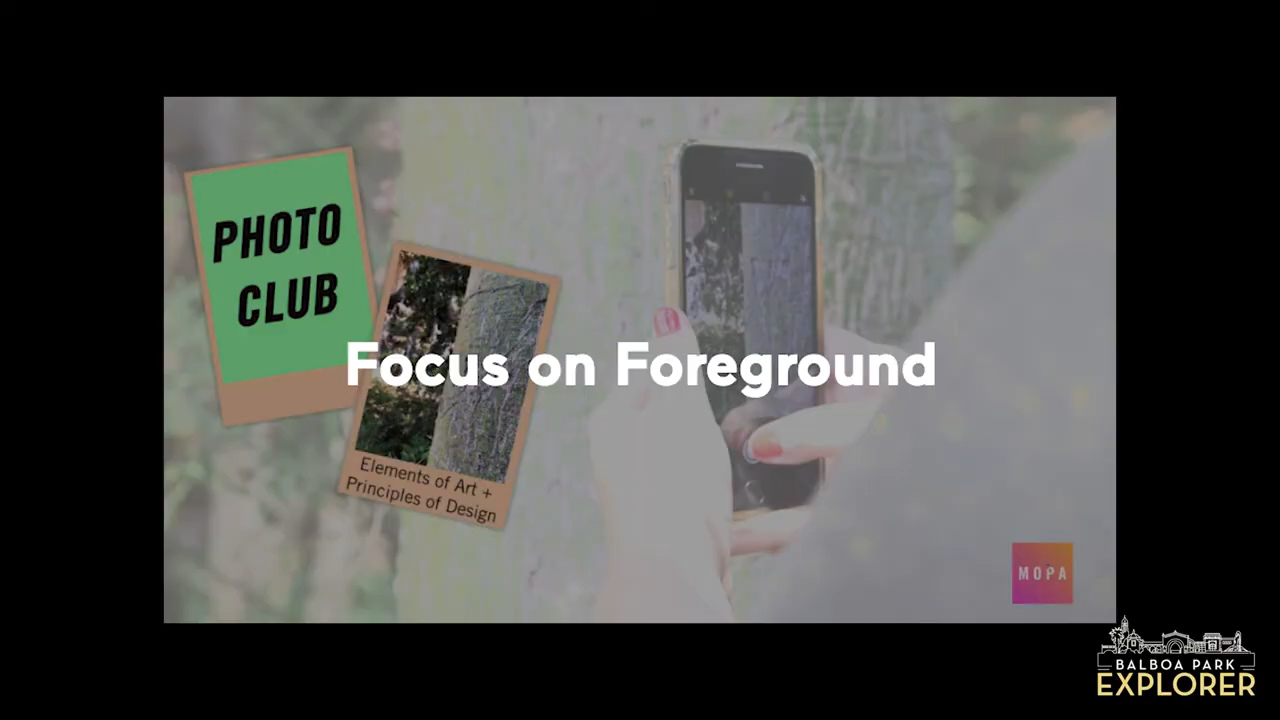 PHOTO
CLUB
Focus on Foreground
Elements of Art +
Principles of Design
MOPA
BALBOA PARK
EXPLORER